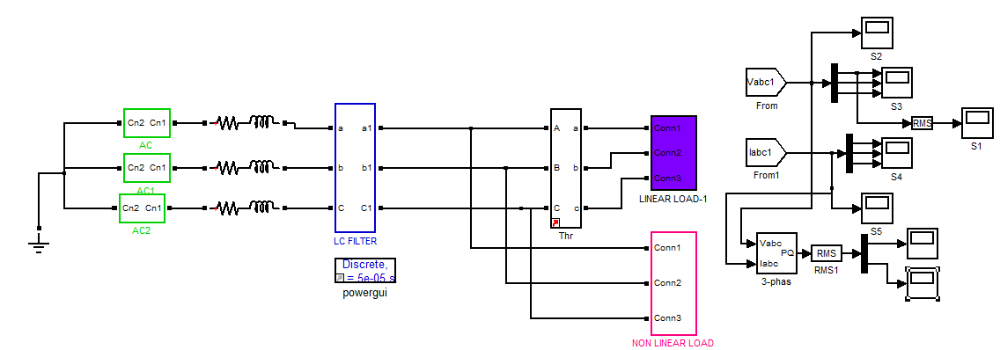 S2
Vabc1
From
S3
Cn2 Cn1
AC
a a1
A a
Conn1
RMS
S1
Iabc1
From1
S4
Cn2 Cn1
AC1
b b1
B b
Conn2
Conn3
LINEAR LOAD-1
Cn2 Cn1
AC2
C C1
C c
Thr
S5
LC FILTER
Discrete,
= 5e-05 s
powergui
Conn1
Conn2
Conn3
NON LINEAR LOAD
Vabc
PQ
Iabc
3-phas
RMS
RMS1